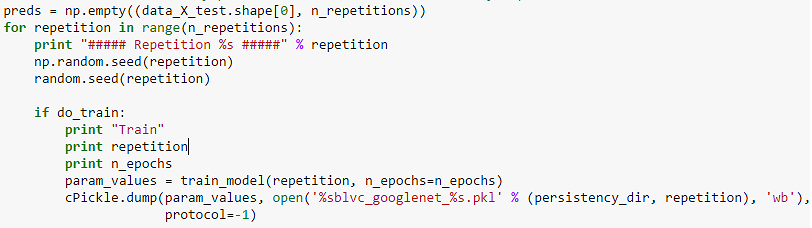 preds = np.empty((data_X_test.shape[0], n_repetitions))
for repetition in range(n_repetitions):
    print "##### Repetition %s #####" % repetition
    np.random.seed(repetition)
    random.seed(repetition)

    if do_train:
        print "Train"
        print repetition
        print n_epochs
        param_values = train_model(repetition, n_epochs=n_epochs)
        cPickle.dump(param_values, open('%sblvc_googlenet_%s.pkl' % (persistency_dir, repetition), 'wb'),
                     protocol=-1)